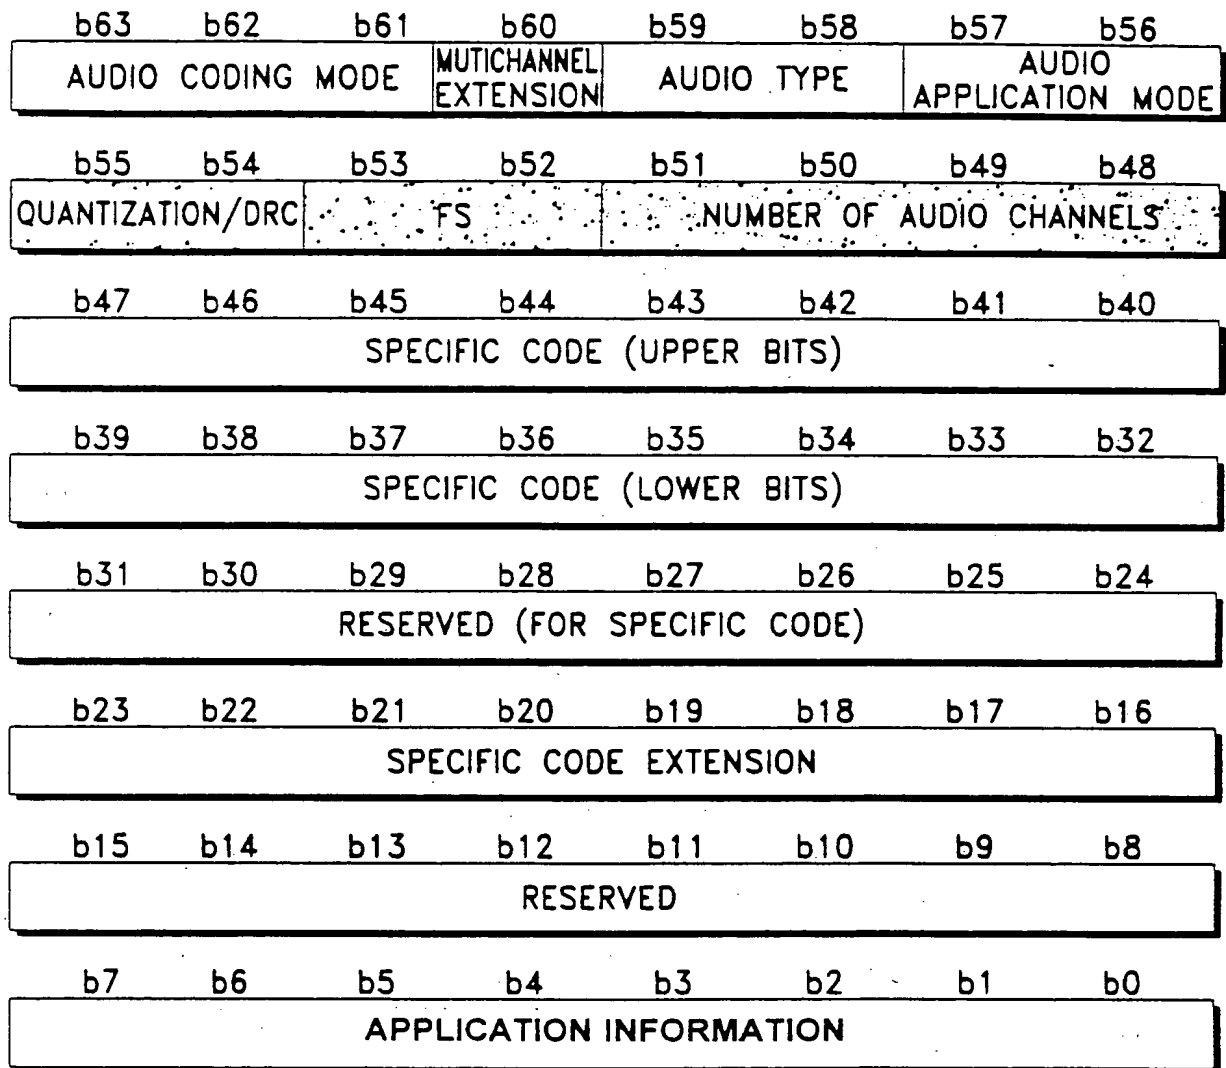 b63 b62 b61 b60 b59 b58 b57 b56
AUDIO CODING MODE
MUTICHANNEL
EXTENSION
AUDIO TYPE
AUDIO
APPLICATION MODE
b55 b54 b53 b52 b51 b50 b49 b48
QUANTIZATION/DRC FS NUMBER OF AUDIO CHANNELS
b47 b46 b45 b44 b43 b42 b41 b40
SPECIFIC CODE (UPPER BITS)
b39 b38 b37 b36 b35 b34 b33 b32
SPECIFIC CODE (LOWER BITS)
b31 b30 b29 b28 b27 b26 b25 b24
RESERVED (FOR SPECIFIC CODE)
b23 b22 b21 b20 b19 b18 b17 b16
SPECIFIC CODE EXTENSION
b15 b14 b13 b12 b11 b10 b9 b8
RESERVED
b7 b6 b5 b4 b3 b2 b1 b0
APPLICATION INFORMATION